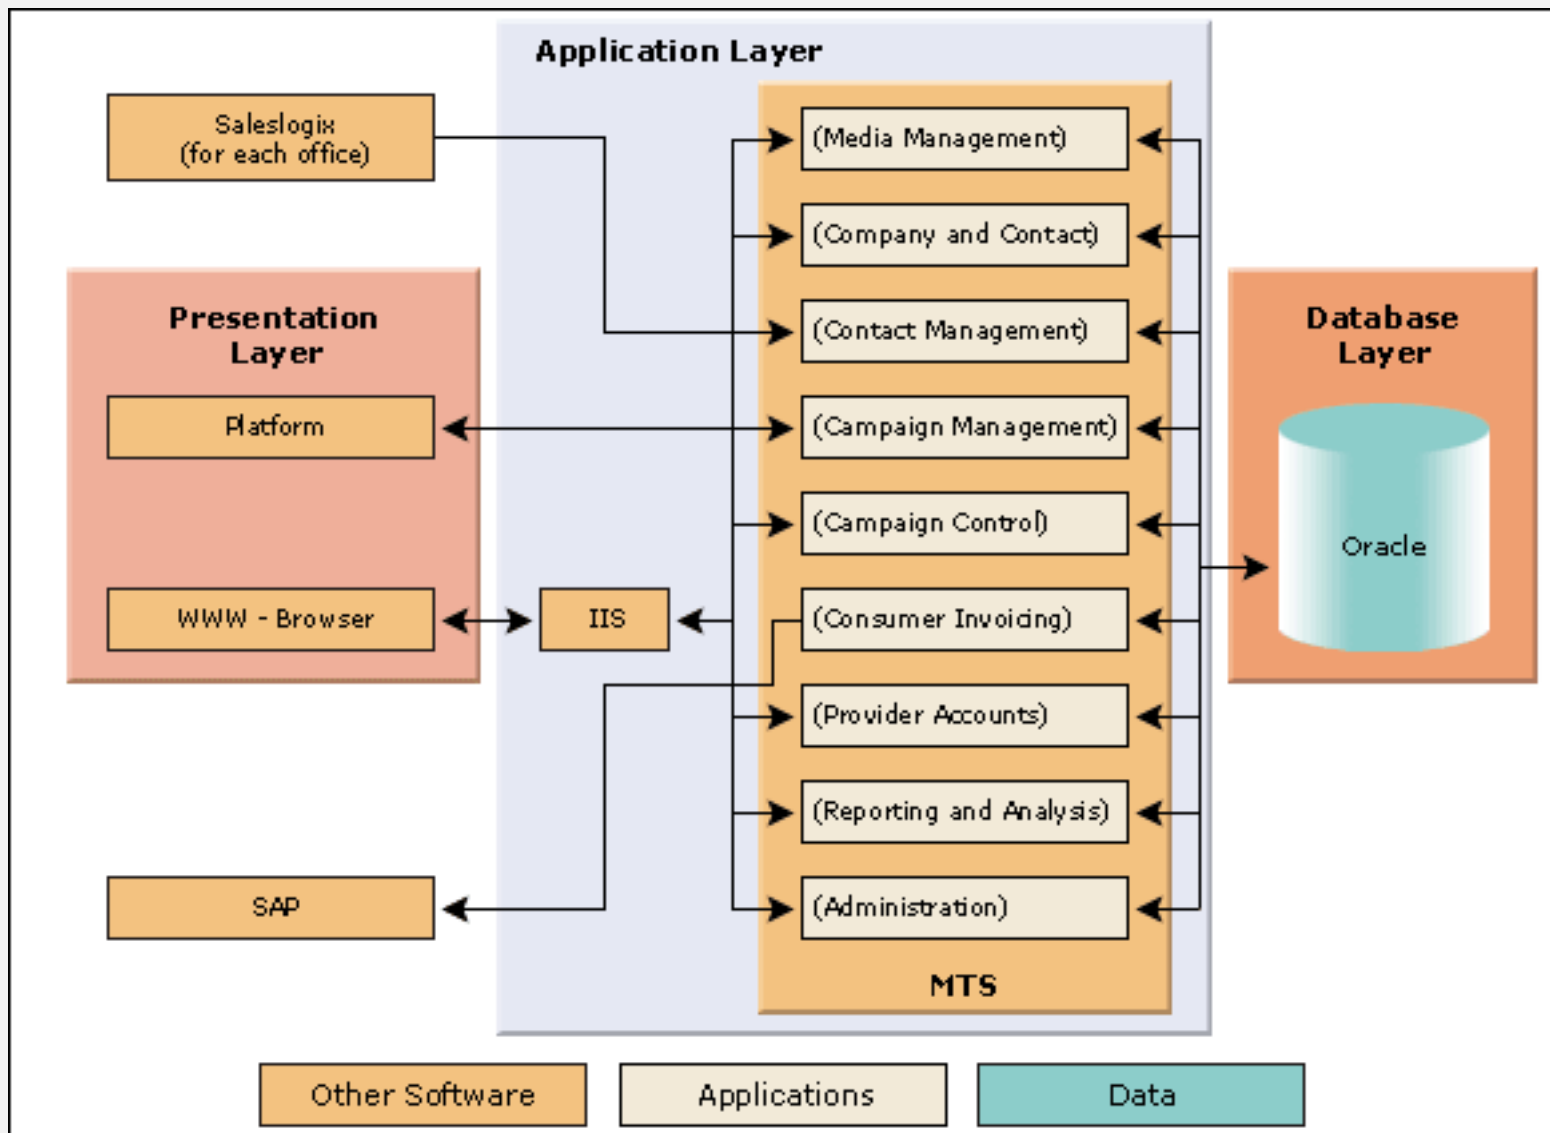 Application Layer
Saleslogix
(for each office)
(Media Management)
(Company and Contact)
(Contact Management)
(Campaign Management)
(Campaign Control)
(Consumer Invoicing)
(Provider Accounts)
(Reporting and Analysis)
(Administration)
MTS
Presentation
Layer
Platform
WWW - Browser
IIS
SAP
Database
Layer
Oracle
Other Software
Applications
Data